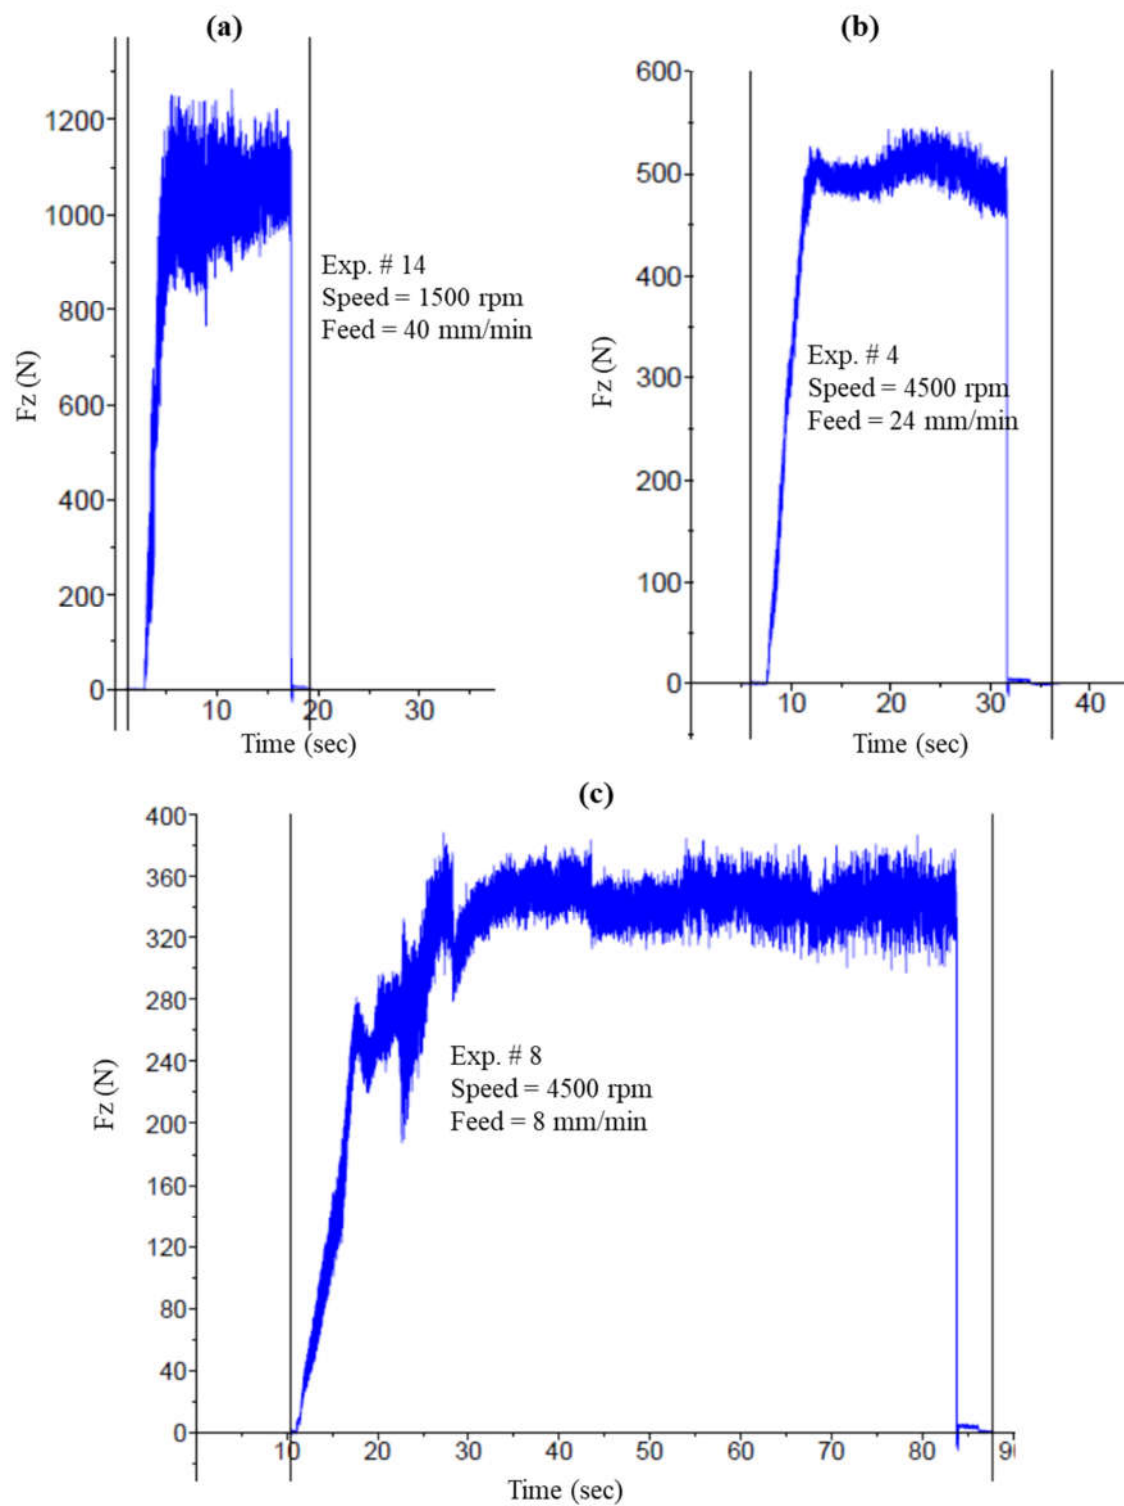 (a)
1200
1000
800
600
400
200
0
10
20
30
Fz (N)
Time (sec)
Exp. # 14
Speed = 1500 rpm
Feed = 40 mm/min
(b)
600
500
400
300
200
100
0
10
20
30
40
Fz (N)
Time (sec)
Exp. # 4
Speed = 4500 rpm
Feed = 24 mm/min
(c)
400
360
320
280
240
200
160
120
80
40
0
10
20
30
40
50
60
70
80
Fz (N)
Time (sec)
Exp. # 8
Speed = 4500 rpm
Feed = 8 mm/min